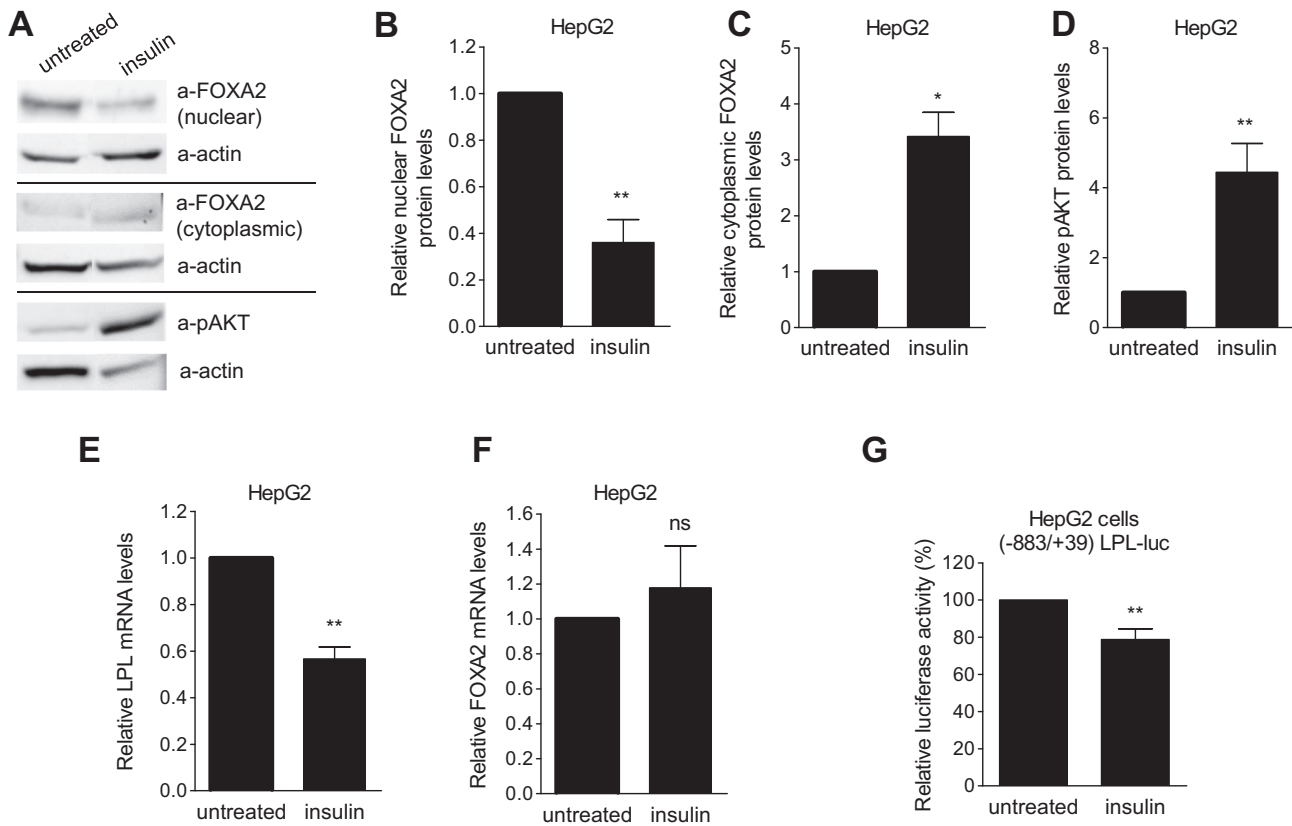 A
untreated
insulin
a-FOXA2
(nuclear)
a-actin
a-FOXA2
(cytoplasmic)
a-actin
a-pAKT
a-actin
B
HepG2
Relative nuclear FOXA2
protein levels
1.2
1.0
0.8
0.6
0.4
0.2
0.0
**
untreated insulin
C
HepG2
Relative cytoplasmic FOXA2
protein levels
5
4
3
2
1
0
*
untreated insulin
D
HepG2
Relative pAKT protein levels
8
6
4
2
0
**
untreated insulin
E
HepG2
Relative LPL mRNA levels
1.2
1.0
0.8
0.6
0.4
0.2
0.0
**
untreated insulin
F
HepG2
Relative FOXA2 mRNA levels
1.6
1.4
1.2
1.0
0.8
0.6
0.4
0.2
0.0
ns
untreated insulin
G
HepG2 cells
(-883/+39) LPL-luc
Relative luciferase activity (%)
120
100
80
60
40
20
0
**
untreated insulin